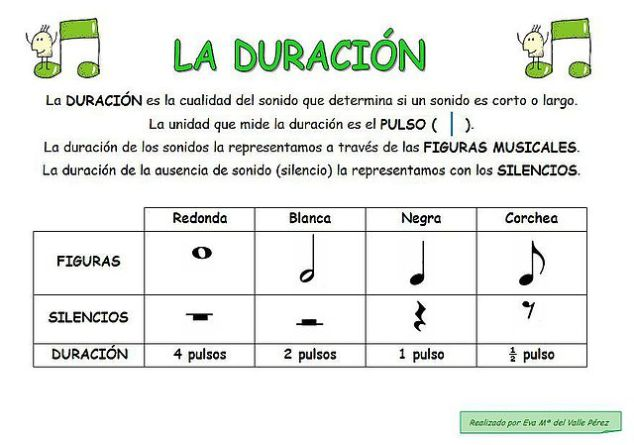 LA DURACIÓN
La DURACIÓN es la cualidad del sonido que determina si un sonido es corto o largo.
La unidad que mide la duración es el PULSO ( | ).
La duración de los sonidos la representamos a través de las FIGURAS MUSICALES.
La duración de la ausencia de sonido (silencio) la representamos con los SILENCIOS.
Redonda Blanca Negra Corchea
FIGURAS
SILENCIOS
DURACIÓN 4 pulsos 2 pulsos 1 pulso ½ pulso
Realizado por Eva Mª del Valle Pérez